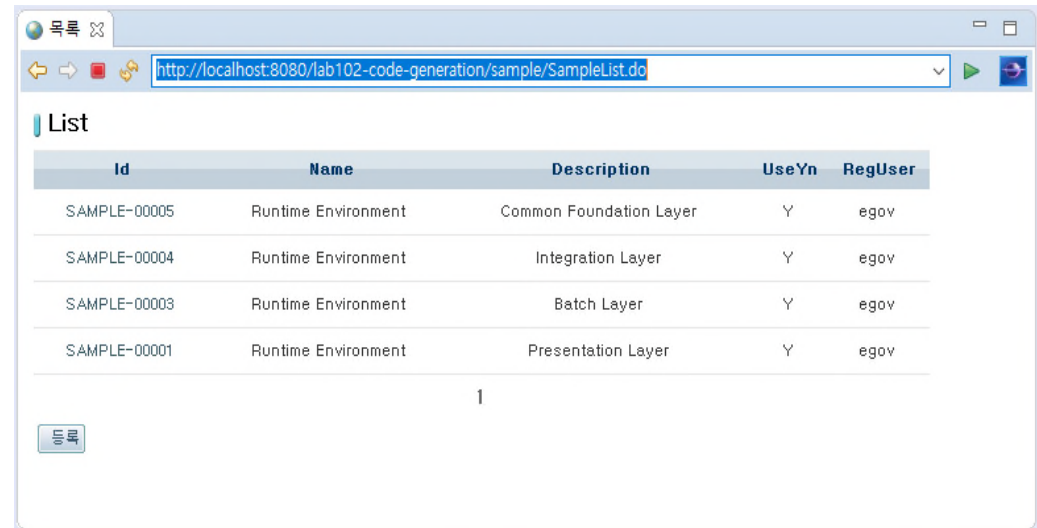 목록
http://localhost:8080/lab102-code-generation/sample/SampleList.do
List
Id Name Description UseYn RegUser
SAMPLE-00005 Runtime Environment Common Foundation Layer Y egov
SAMPLE-00004 Runtime Environment Integration Layer Y egov
SAMPLE-00003 Runtime Environment Batch Layer Y egov
SAMPLE-00001 Runtime Environment Presentation Layer Y egov
1
등록